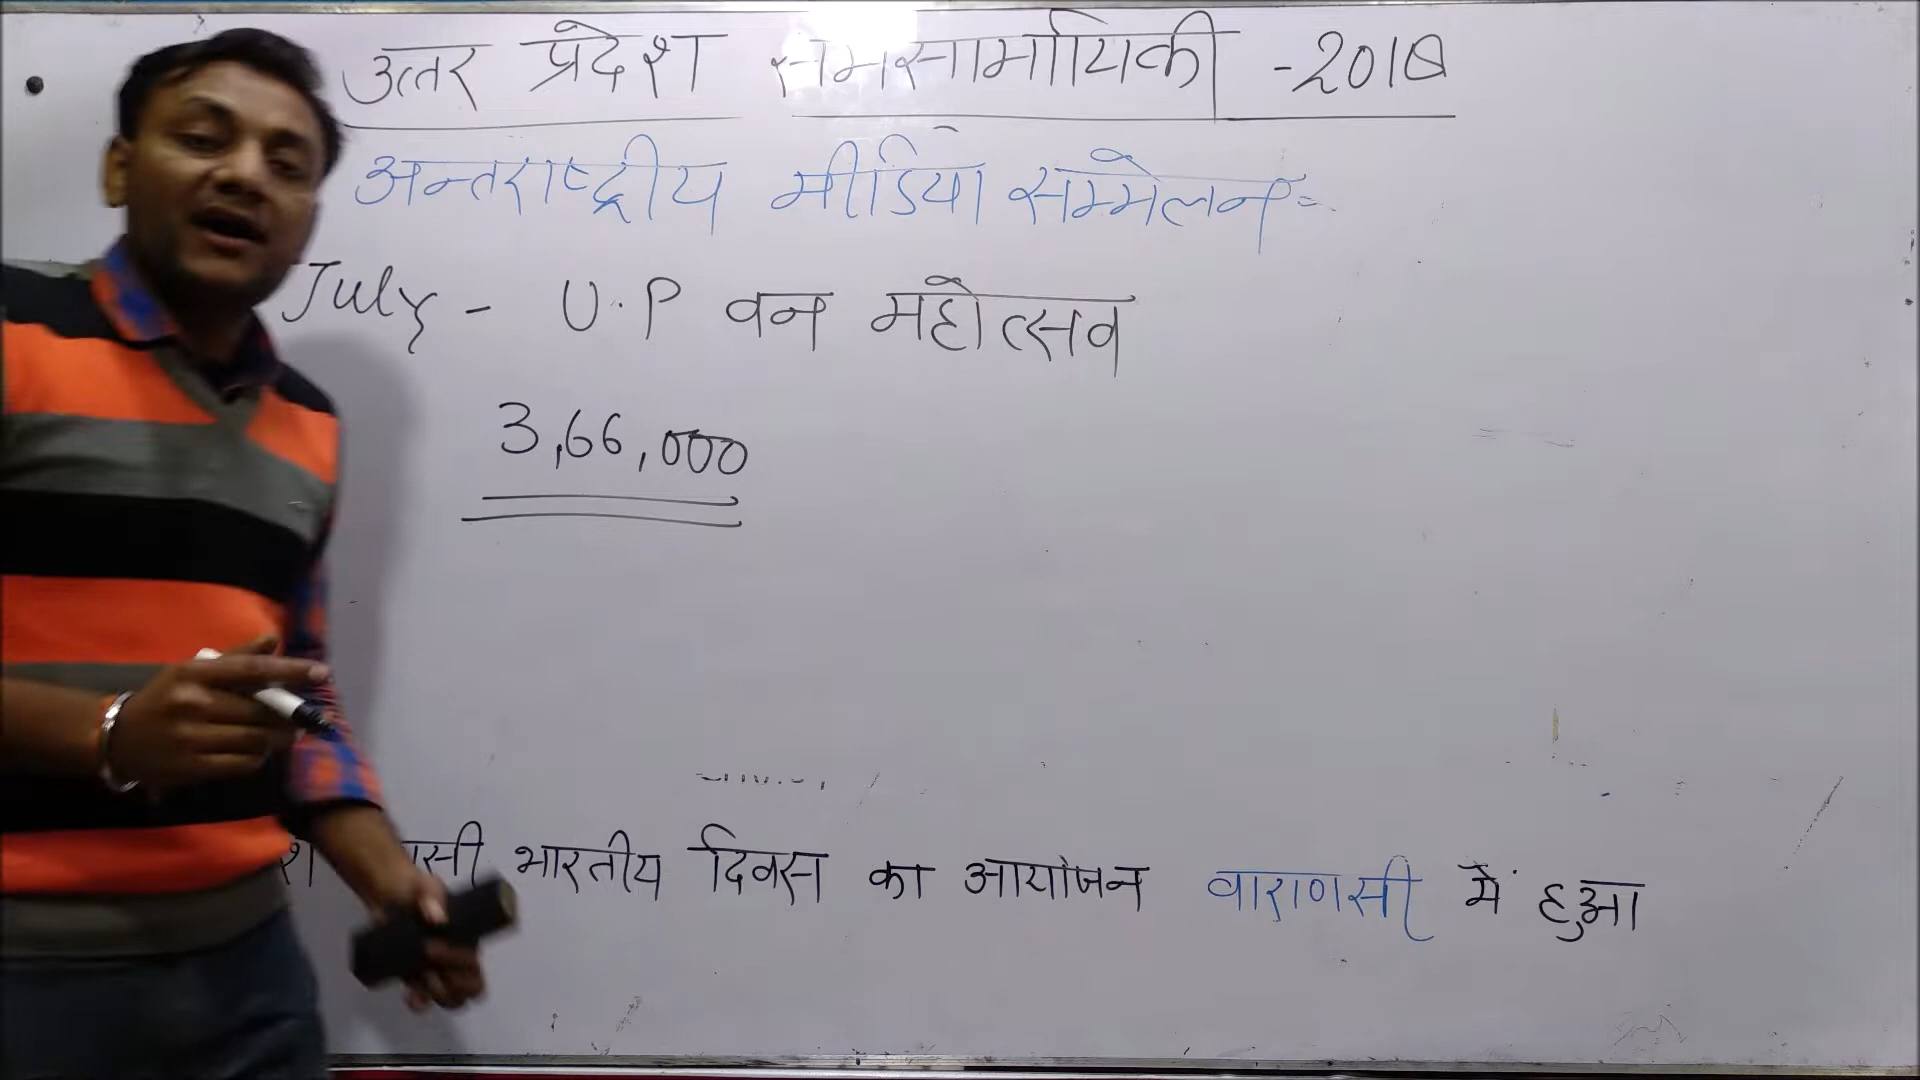 उत्तर प्रदेश समसामायिकी - 2018
अन्तराष्ट्रीय मीडिया सम्मेलन :-
July - U.P वन महोत्सव
3,66,000
भारतीय दिवस का आयोजन वाराणसी में हुआ